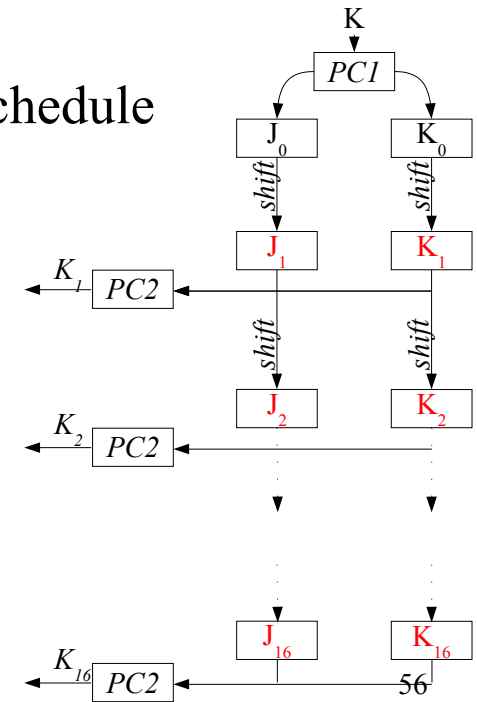 K
PC1
chedule
J₀ K₀
shift shift
J₁ K₁
K₁ PC2
shift shift
J₂ K₂
K₂ PC2
J₁₆ K₁₆
K₁₆ PC2 56